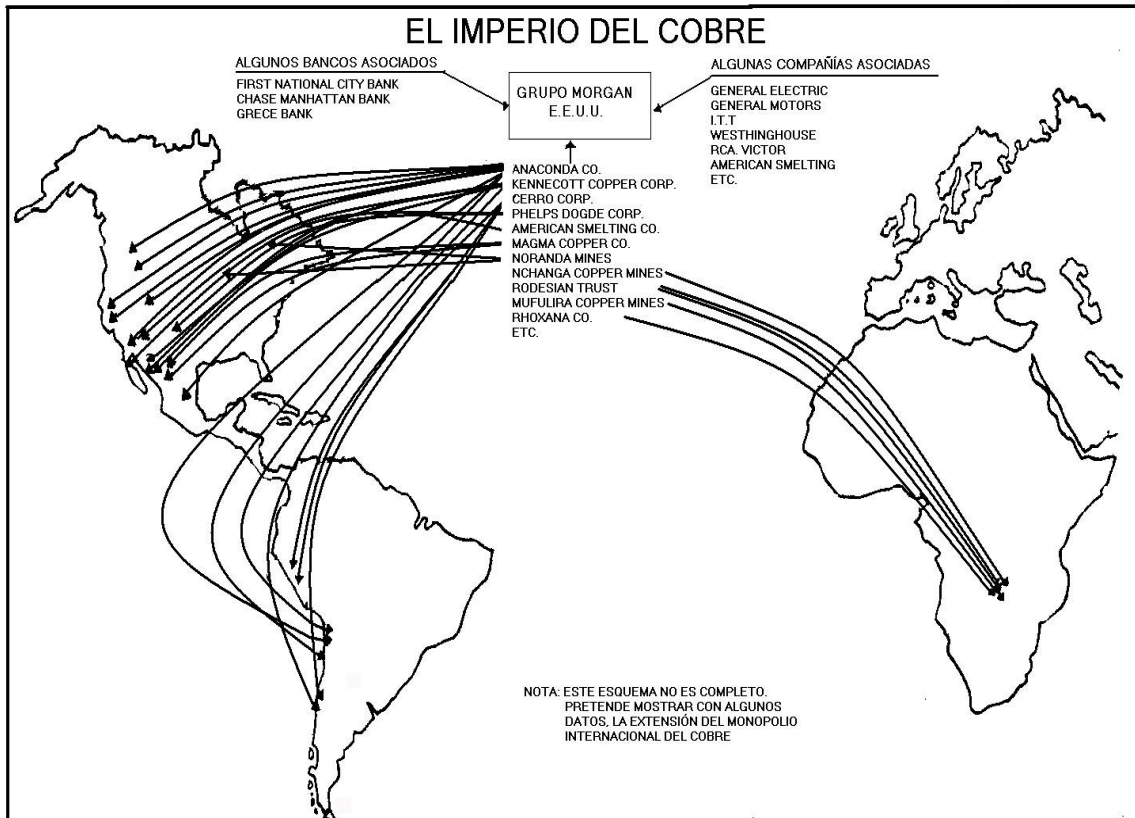 EL IMPERIO DEL COBRE
ALGUNOS BANCOS ASOCIADOS
FIRST NATIONAL CITY BANK
CHASE MANHATTAN BANK
GRECE BANK
GRUPO MORGAN
E.E.U.U.
ALGUNAS COMPAÑÍAS ASOCIADAS
GENERAL ELECTRIC
GENERAL MOTORS
I.T.T
WESTHINGHOUSE
RCA. VICTOR
AMERICAN SMELTING
ETC.
ANACONDA CO.
KENNECOTT COPPER CORP.
CERRO CORP.
PHELPS DOGDE CORP.
AMERICAN SMELTING CO.
MAGMA COPPER CO.
NORANDA MINES
NCHANGA COPPER MINES
RODESIAN TRUST
MUFULIRA COPPER MINES
RHOXANA CO.
ETC.
NOTA: ESTE ESQUEMA NO ES COMPLETO.
PRETENDE MOSTRAR CON ALGUNOS
DATOS, LA EXTENSIÓN DEL MONOPOLIO
INTERNACIONAL DEL COBRE